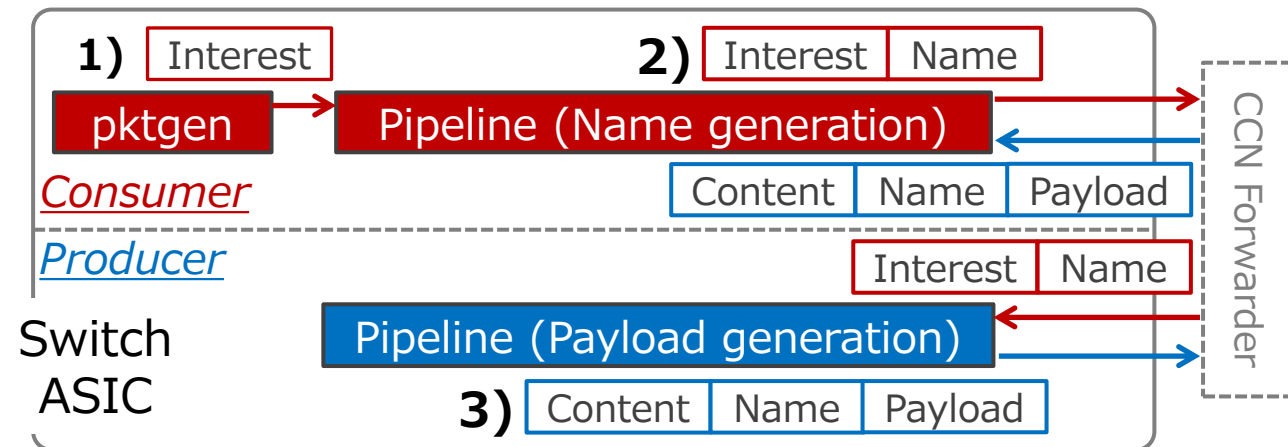 1) Interest
2) Interest Name
pktgen
Pipeline (Name generation)
Consumer
Content Name Payload
Producer
Interest Name
Pipeline (Payload generation)
Switch
ASIC
3) Content Name Payload
CCN Forwarder